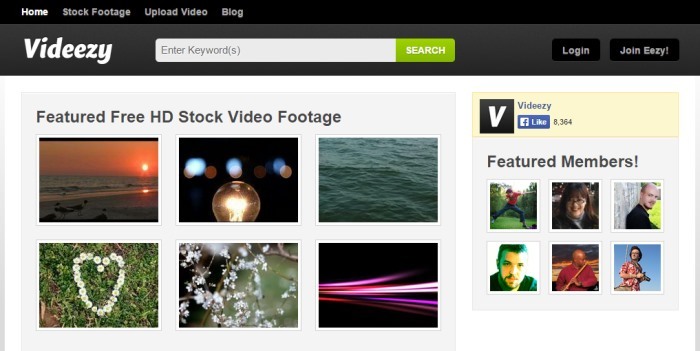 Home Stock Footage Upload Video Blog
Videezy Enter Keyword(s) SEARCH Login Join Eezy!
Featured Free HD Stock Video Footage
V Videezy
Like 8,364
Featured Members!